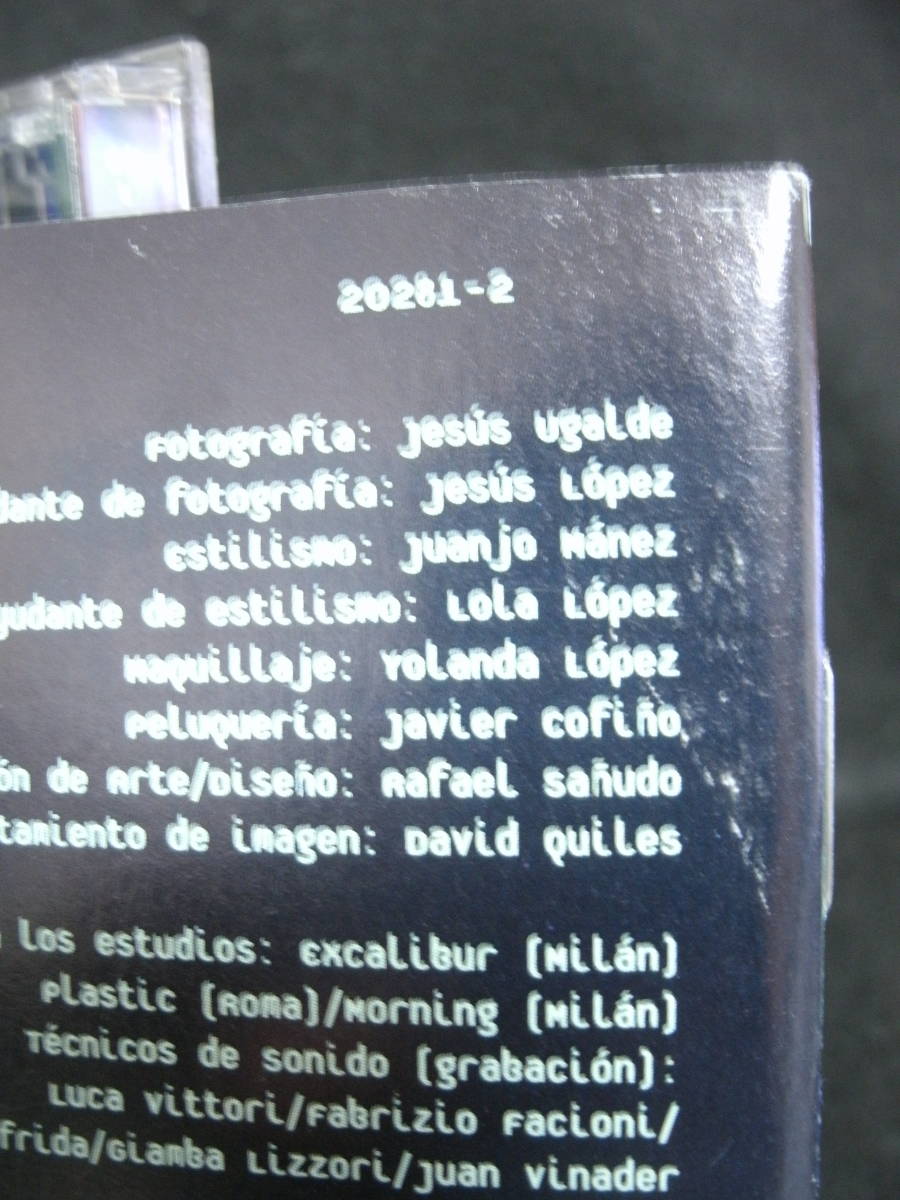 20281-2
Fotografía: Jesús Ugalde
dante de fotografía: Jesús López
Estilismo: Juanjo Mánez
yudante de estilismo: Lola López
Maquillaje: Yolanda López
Peluquería: Javier Cofiño
ón de Arte/Diseño: Rafael Sañudo
tamiento de imagen: David Quiles
los estudios: Excalibur (Milán)
Plastic (Roma)/Morning (Milán)
Técnicos de sonido (grabación):
Luca Vittori/Fabrizio Facioni/
frida/Giamba Lizzori/Juan Vinader